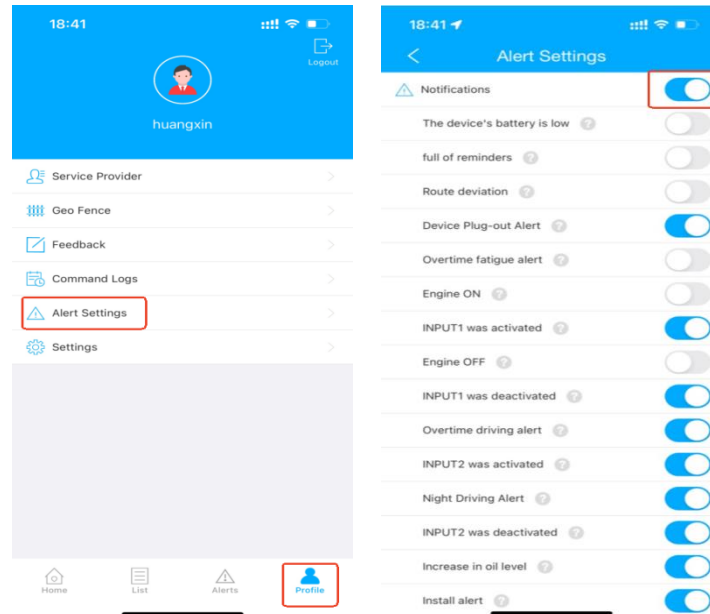 18:41
Logout
huangxin
Service Provider
Geo Fence
Feedback
Command Logs
Alert Settings
Settings
Home
List
Alerts
Profile
18:41
Alert Settings
Notifications
The device's battery is low ?
full of reminders ?
Route deviation ?
Device Plug-out Alert ?
Overtime fatigue alert ?
Engine ON ?
INPUT1 was activated ?
Engine OFF ?
INPUT1 was deactivated ?
Overtime driving alert ?
INPUT2 was activated ?
Night Driving Alert ?
INPUT2 was deactivated ?
Increase in oil level ?
Install alert ?